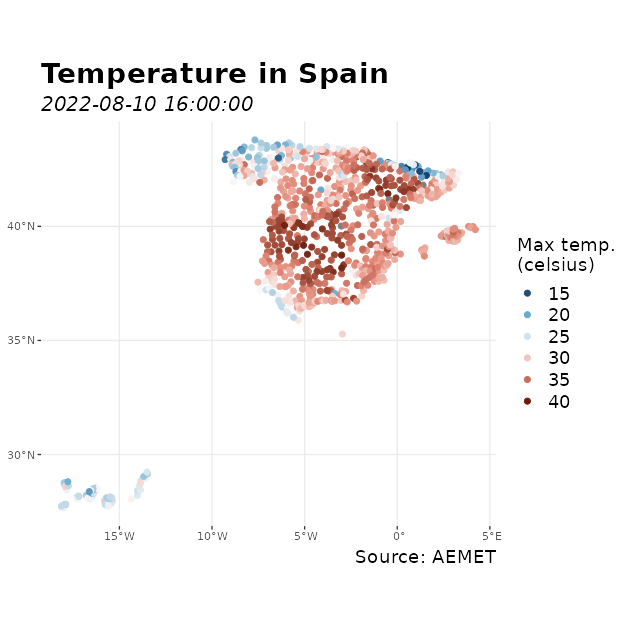 Temperature in Spain
2022-08-10 16:00:00
40°N
35°N
30°N
15°W
10°W
5°W
0°
5°E
Max temp.
(celsius)
15
20
25
30
35
40
Source: AEMET